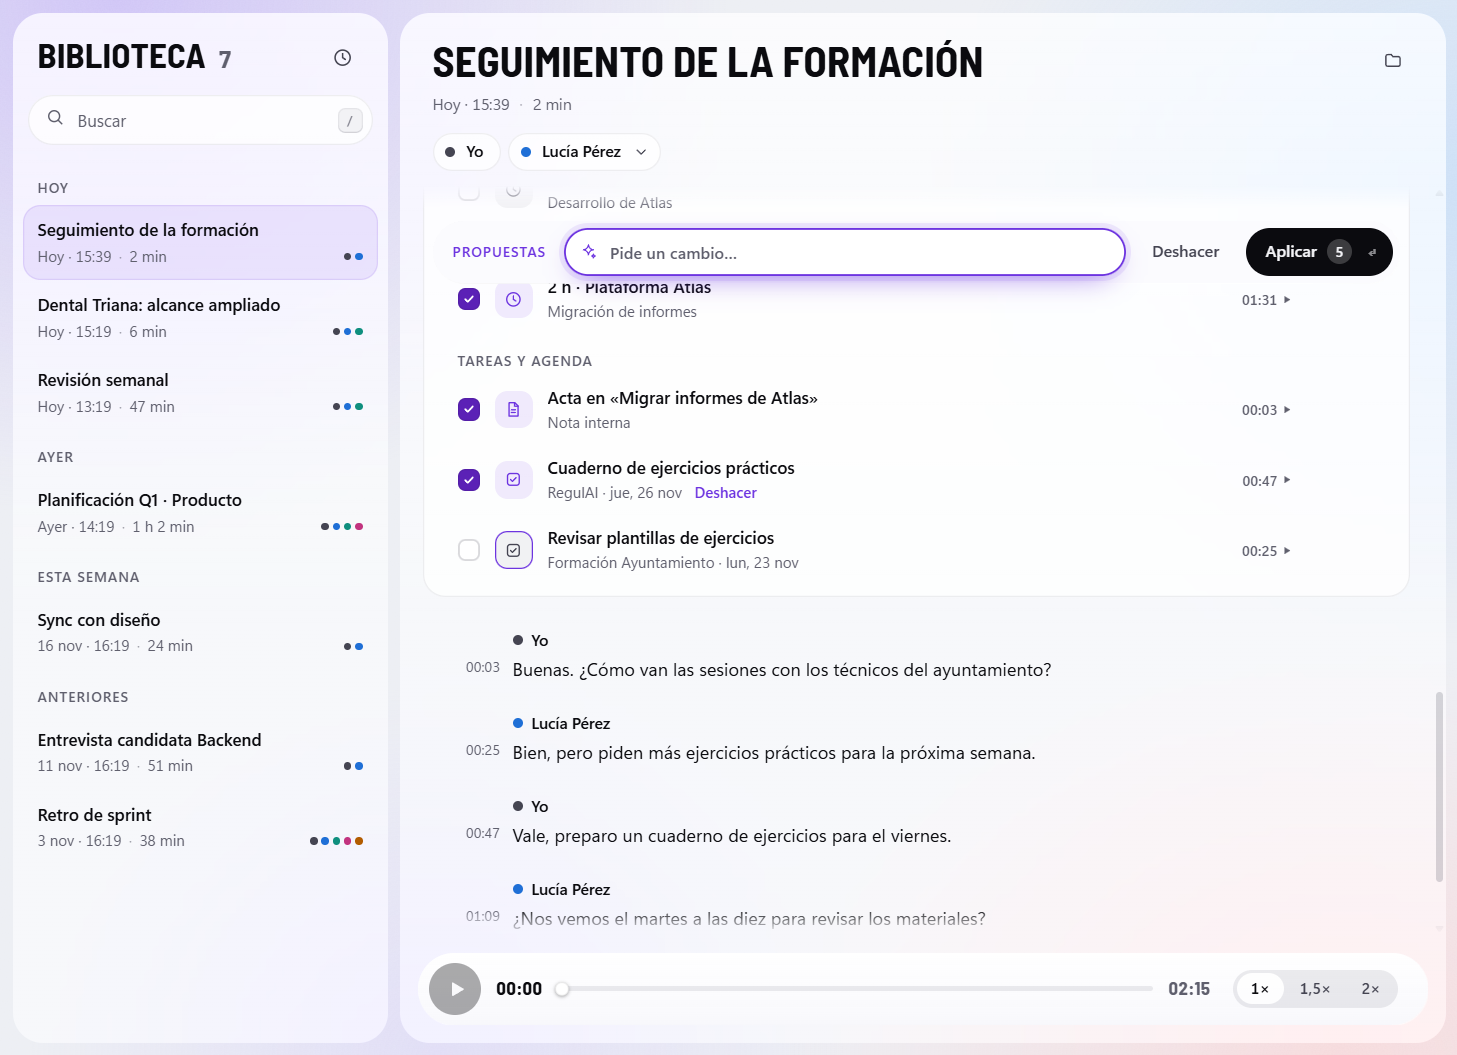 BIBLIOTECA 7
Buscar /
HOY
Seguimiento de la formación
Hoy · 15:39 · 2 min
Dental Triana: alcance ampliado
Hoy · 15:19 · 6 min
Revisión semanal
Hoy · 13:19 · 47 min
AYER
Planificación Q1 · Producto
Ayer · 14:19 · 1 h 2 min
ESTA SEMANA
Sync con diseño
16 nov · 16:19 · 24 min
ANTERIORES
Entrevista candidata Backend
11 nov · 16:19 · 51 min
Retro de sprint
3 nov · 16:19 · 38 min
SEGUIMIENTO DE LA FORMACIÓN
Hoy · 15:39 · 2 min
Yo
Lucía Pérez
Desarrollo de Atlas
PROPUESTAS
Pide un cambio...
Deshacer
Aplicar 5
2 h · Plataforma Atlas
Migración de informes
01:31
TAREAS Y AGENDA
Acta en «Migrar informes de Atlas»
Nota interna
00:03
Cuaderno de ejercicios prácticos
RegulAI · jue, 26 nov Deshacer
00:47
Revisar plantillas de ejercicios
Formación Ayuntamiento · lun, 23 nov
00:25
Yo
00:03 Buenas. ¿Cómo van las sesiones con los técnicos del ayuntamiento?
Lucía Pérez
00:25 Bien, pero piden más ejercicios prácticos para la próxima semana.
Yo
00:47 Vale, preparo un cuaderno de ejercicios para el viernes.
Lucía Pérez
01:09 ¿Nos vemos el martes a las diez para revisar los materiales?
00:00
02:15
1× 1,5× 2×